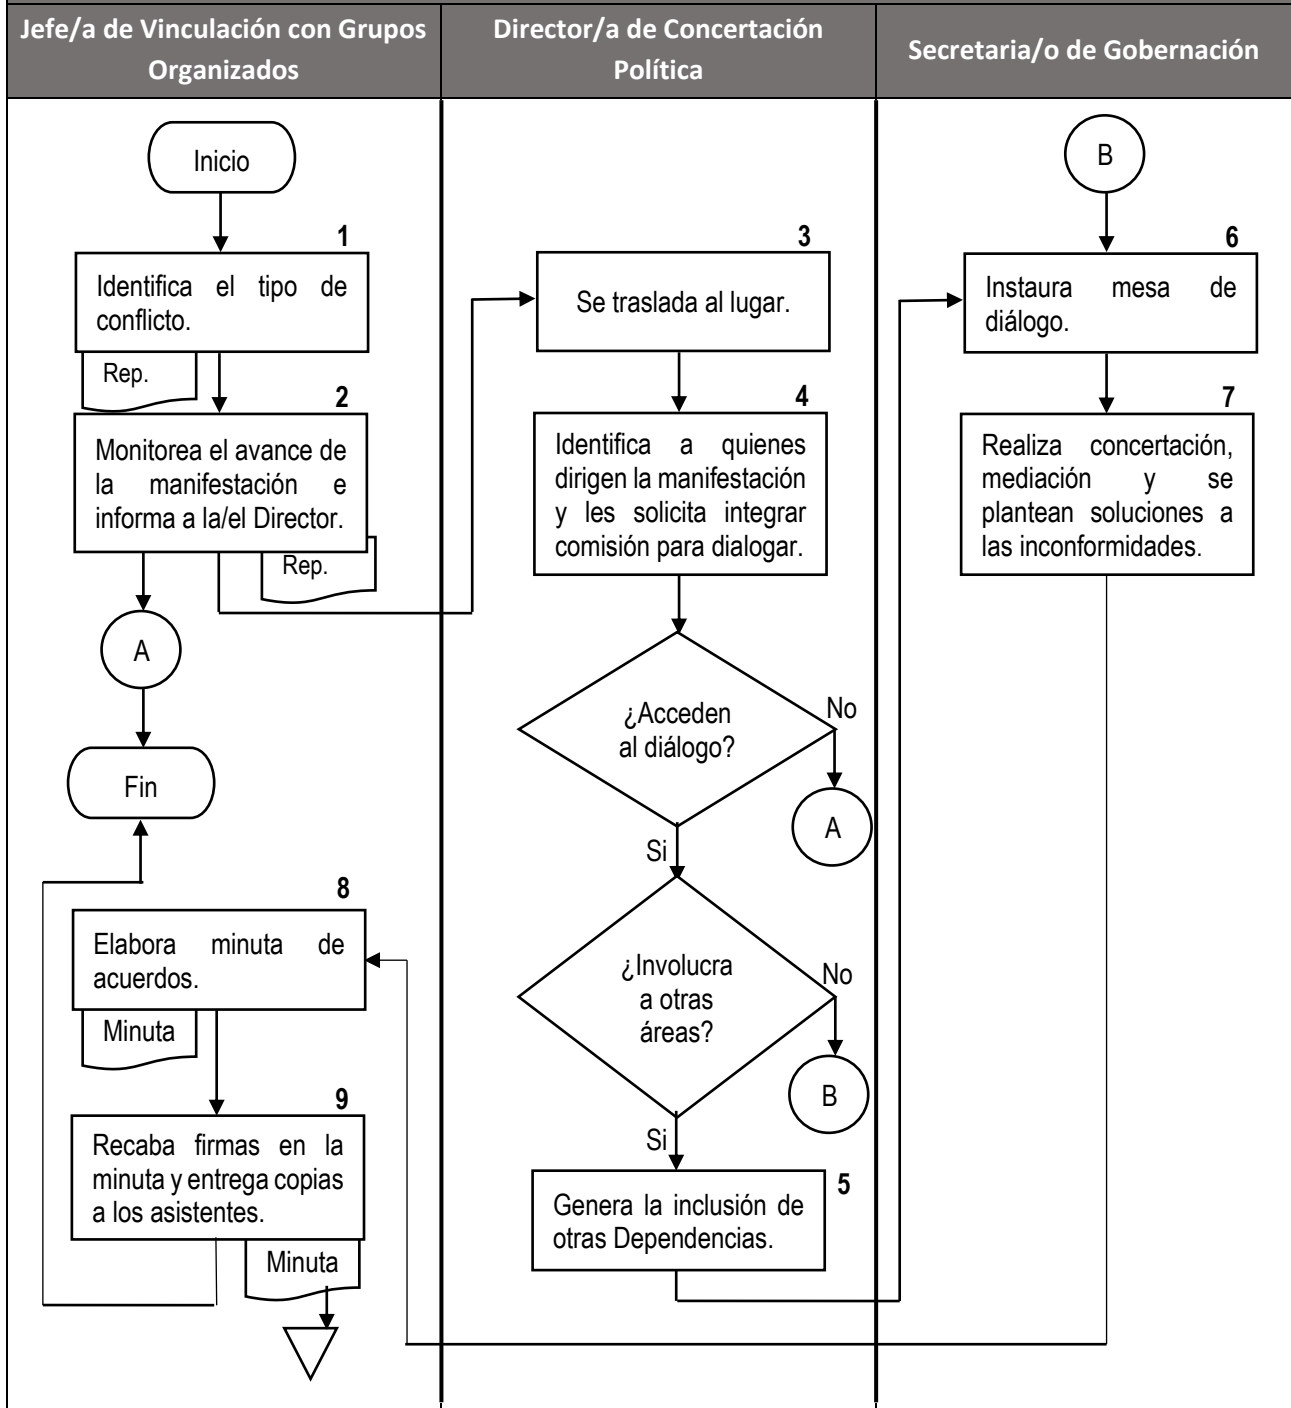 Jefe/a de Vinculación con Grupos
Organizados
Director/a de Concertación
Política
Secretaria/o de Gobernación
Inicio
1
Identifica el tipo de
conflicto.
Rep.
2
Monitorea el avance de
la manifestación e
informa a la/el Director.
Rep.
A
Fin
8
Elabora minuta de
acuerdos.
Minuta
9
Recaba firmas en la
minuta y entrega copias
a los asistentes.
Minuta
3
Se traslada al lugar.
4
Identifica a quienes
dirigen la manifestación
y les solicita integrar
comisión para dialogar.
¿Acceden
al diálogo?
No
A
Si
¿Involucra
a otras
áreas?
No
B
Si
5
Genera la inclusión de
otras Dependencias.
B
6
Instaura mesa de
diálogo.
7
Realiza concertación,
mediación y se
plantean soluciones a
las inconformidades.